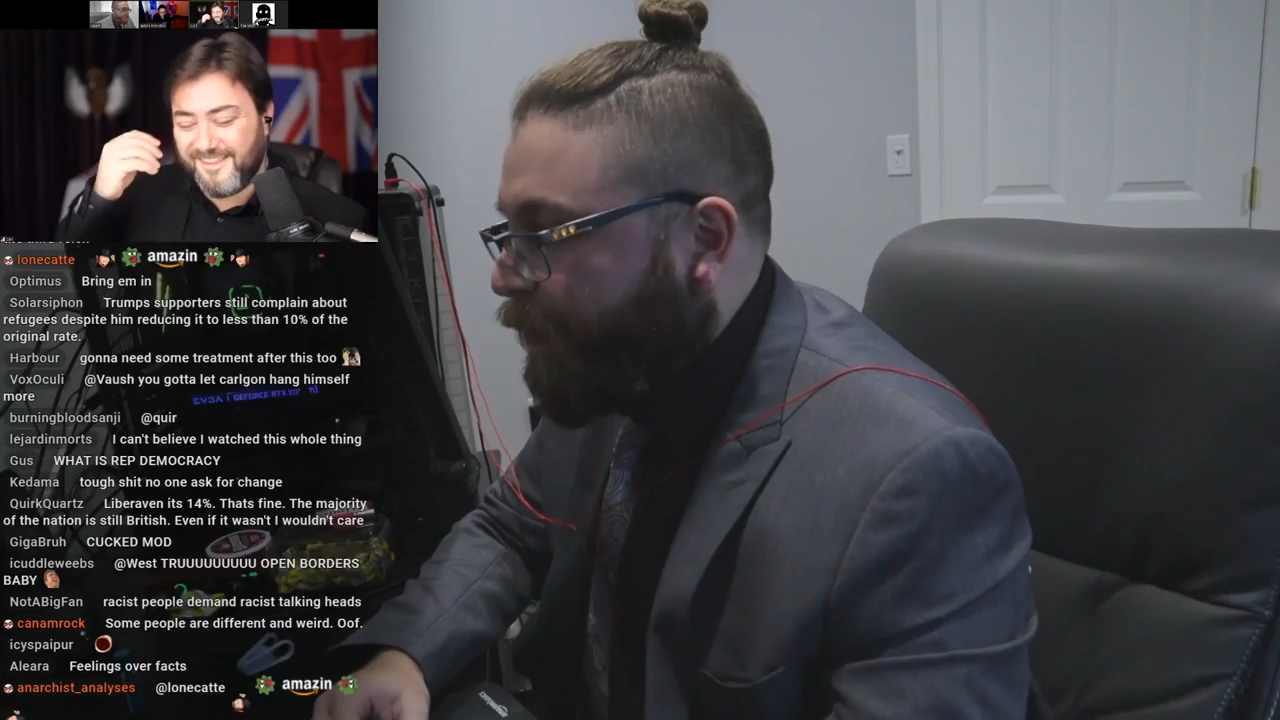 lonecatte amazin
Optimus Bring em in
Solarsiphon Trumps supporters still complain about
refugees despite him reducing it to less than 10% of the
original rate.
Harbour gonna need some treatment after this too
VoxOculi @Vaush you gotta let carlgon hang himself
more
EVGA GEFORCE RTX
burningbloodsanji @quir
lejardinmorts I can't believe I watched this whole thing
Gus WHAT IS REP DEMOCRACY
Kedama tough shit no one ask for change
QuirkQuartz Liberaven its 14%. Thats fine. The majority
of the nation is still British. Even if it wasn't I wouldn't care
GigaBruh CUCKED MOD
icuddleweebs @West TRUUUUUUUUU OPEN BORDERS
BABY
NotABigFan racist people demand racist talking heads
canamrock Some people are different and weird. Oof.
icyspaipur
Aleara Feelings over facts
anarchist_analyses @lonecatte amazin